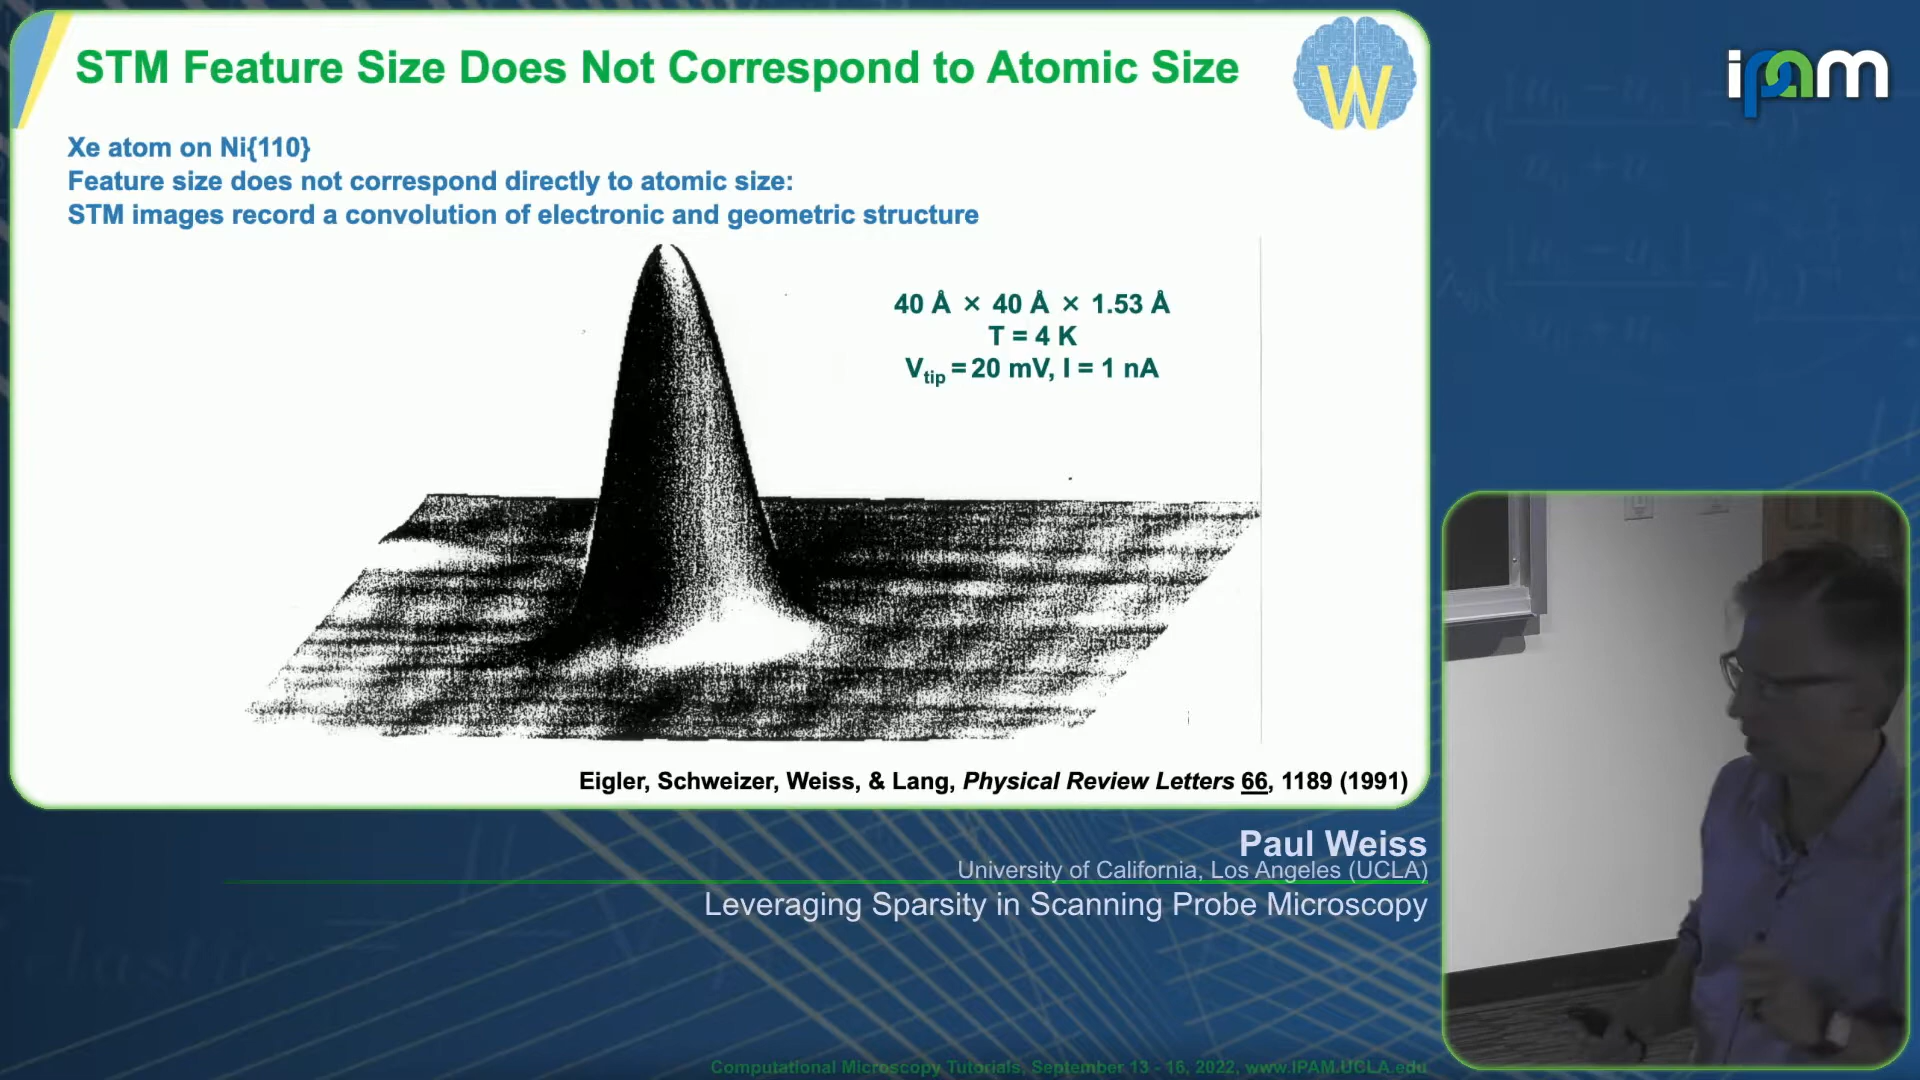 STM Feature Size Does Not Correspond to Atomic Size
W
ipam
Xe atom on Ni{110}
Feature size does not correspond directly to atomic size:
STM images record a convolution of electronic and geometric structure
40 Å × 40 Å × 1.53 Å
T = 4 K
Vtip = 20 mV, I = 1 nA
Eigler, Schweizer, Weiss, & Lang, Physical Review Letters 66, 1189 (1991)
Paul Weiss
University of California, Los Angeles (UCLA)
Leveraging Sparsity in Scanning Probe Microscopy
Computational Microscopy Tutorials, September 13 - 16, 2022, www.IPAM.UCLA.edu